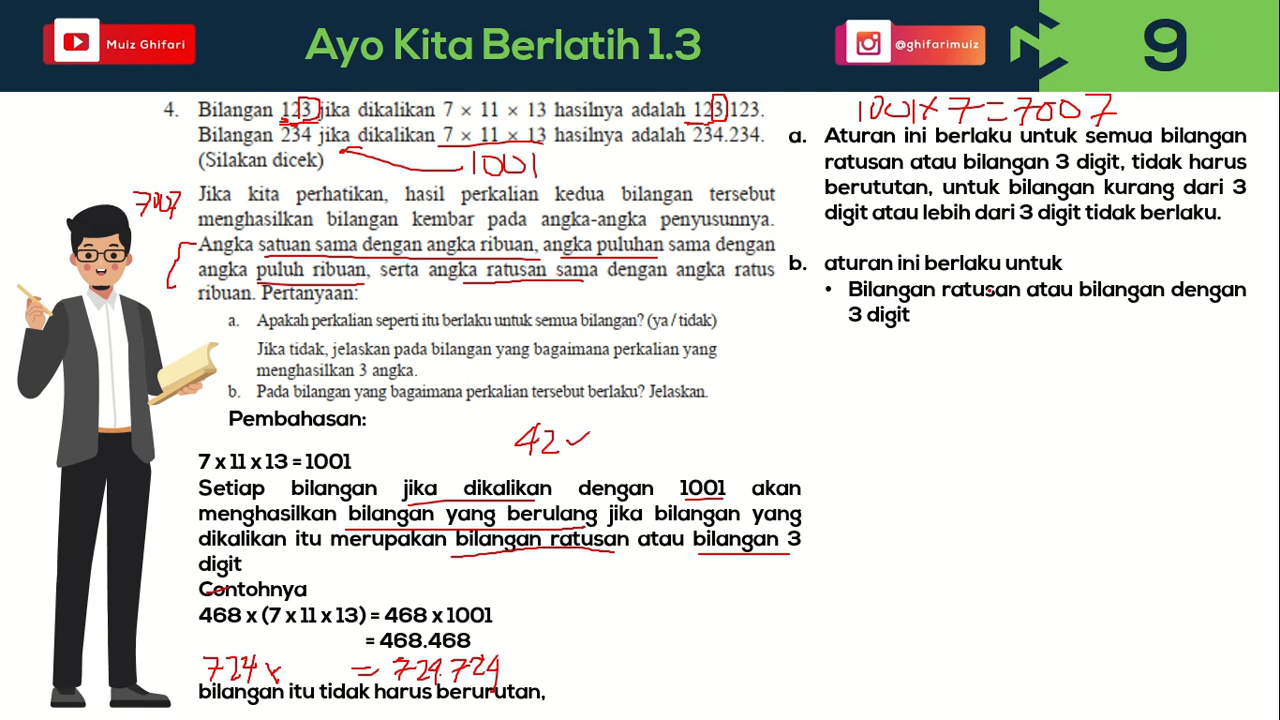 Muiz Ghifari
Ayo Kita Berlatih 1.3
@ghifarimuiz
9
4. Bilangan 123 jika dikalikan 7 × 11 × 13 hasilnya adalah 123.123.
Bilangan 234 jika dikalikan 7 × 11 × 13 hasilnya adalah 234.234.
(Silakan dicek)
1001
7007
Jika kita perhatikan, hasil perkalian kedua bilangan tersebut
menghasilkan bilangan kembar pada angka-angka penyusunnya.
Angka satuan sama dengan angka ribuan, angka puluhan sama dengan
angka puluh ribuan, serta angka ratusan sama dengan angka ratus
ribuan. Pertanyaan:
a. Apakah perkalian seperti itu berlaku untuk semua bilangan? (ya / tidak)
Jika tidak, jelaskan pada bilangan yang bagaimana perkalian yang
menghasilkan 3 angka.
b. Pada bilangan yang bagaimana perkalian tersebut berlaku? Jelaskan.
Pembahasan:
42
7 x 11 x 13 = 1001
Setiap bilangan jika dikalikan dengan 1001 akan
menghasilkan bilangan yang berulang jika bilangan yang
dikalikan itu merupakan bilangan ratusan atau bilangan 3
digit
Contohnya
468 x (7 x 11 x 13) = 468 x 1001
= 468.468
724 x = 724.724
bilangan itu tidak harus berurutan,
1001 x 7 = 7007
a. Aturan ini berlaku untuk semua bilangan
ratusan atau bilangan 3 digit, tidak harus
berututan, untuk bilangan kurang dari 3
digit atau lebih dari 3 digit tidak berlaku.
b. aturan ini berlaku untuk
• Bilangan ratusan atau bilangan dengan
3 digit